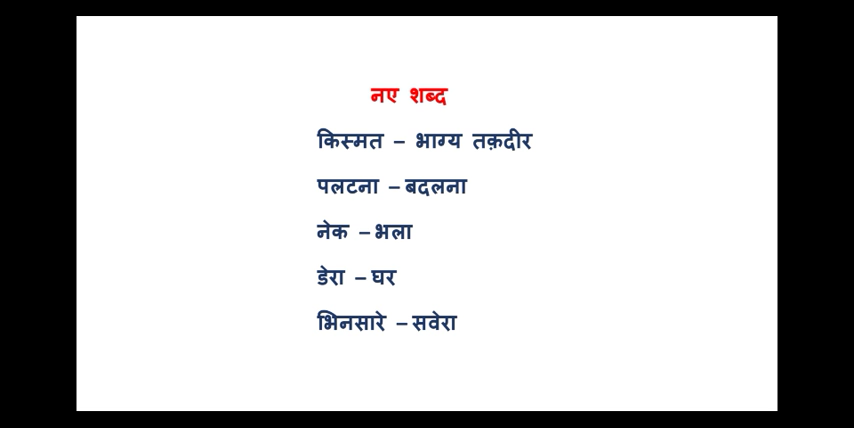 नए शब्द
किस्मत – भाग्य तक़दीर
पलटना – बदलना
नेक – भला
डेरा – घर
भिनसारे – सवेरा